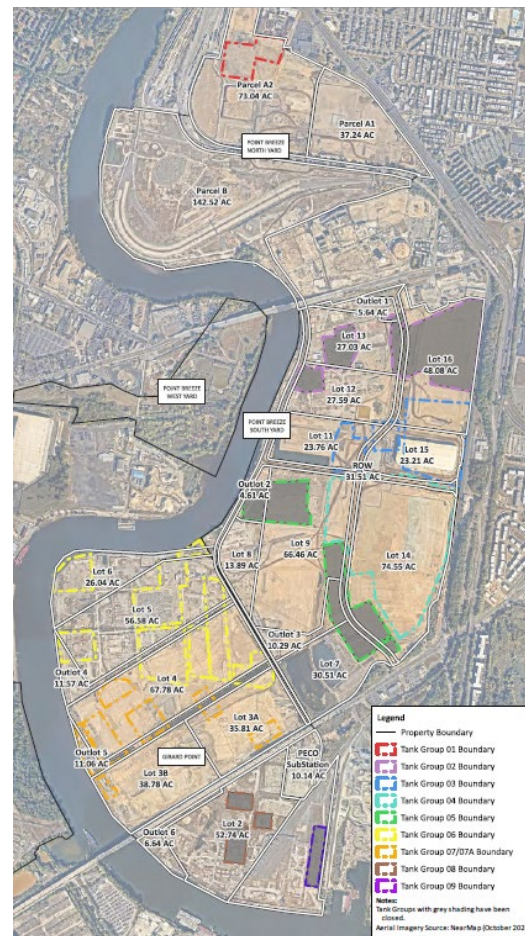 Parcel A2
73.04 AC
Parcel A1
37.24 AC
POINT BREEZE
NORTH YARD
Parcel B
142.52 AC
Outlot 1
5.64 AC
Lot 13
27.03 AC
Lot 16
48.08 AC
POINT BREEZE
WEST YARD
Lot 12
27.59 AC
POINT BREEZE
SOUTH YARD
Lot 11
23.76 AC
Lot 15
23.21 AC
ROW
31.51 AC
Outlot 2
4.61 AC
Lot 9
66.46 AC
Lot 14
74.55 AC
Lot 8
13.89 AC
Lot 6
26.04 AC
Lot 5
56.58 AC
Outlot 3
10.29 AC
Lot 7
30.51 AC
Outlot 4
11.57 AC
Lot 4
67.78 AC
Lot 3A
35.81 AC
Outlot 5
11.06 AC
GIRARD POINT
Lot 3B
38.78 AC
PECO
SubStation
10.14 AC
Lot 2
52.74 AC
Outlot 6
6.64 AC
Legend
Property Boundary
Tank Group 01 Boundary
Tank Group 02 Boundary
Tank Group 03 Boundary
Tank Group 04 Boundary
Tank Group 05 Boundary
Tank Group 06 Boundary
Tank Group 07/07A Boundary
Tank Group 08 Boundary
Tank Group 09 Boundary
Notes:
Tank Groups with grey shading have been
closed.
Aerial Imagery Source: NearMap (October 202